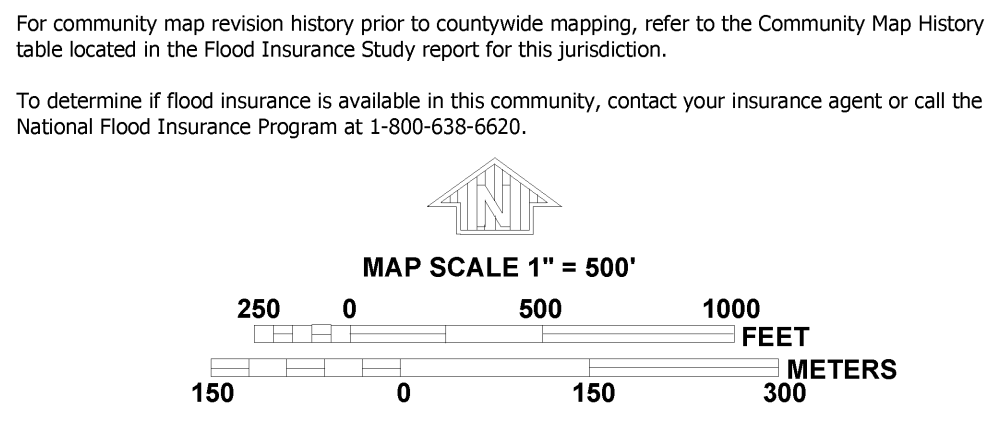 For community map revision history prior to countywide mapping, refer to the Community Map History
table located in the Flood Insurance Study report for this jurisdiction.
To determine if flood insurance is available in this community, contact your insurance agent or call the
National Flood Insurance Program at 1-800-638-6620.
N
MAP SCALE 1" = 500'
250 0 500 1000
FEET
METERS
150 0 150 300